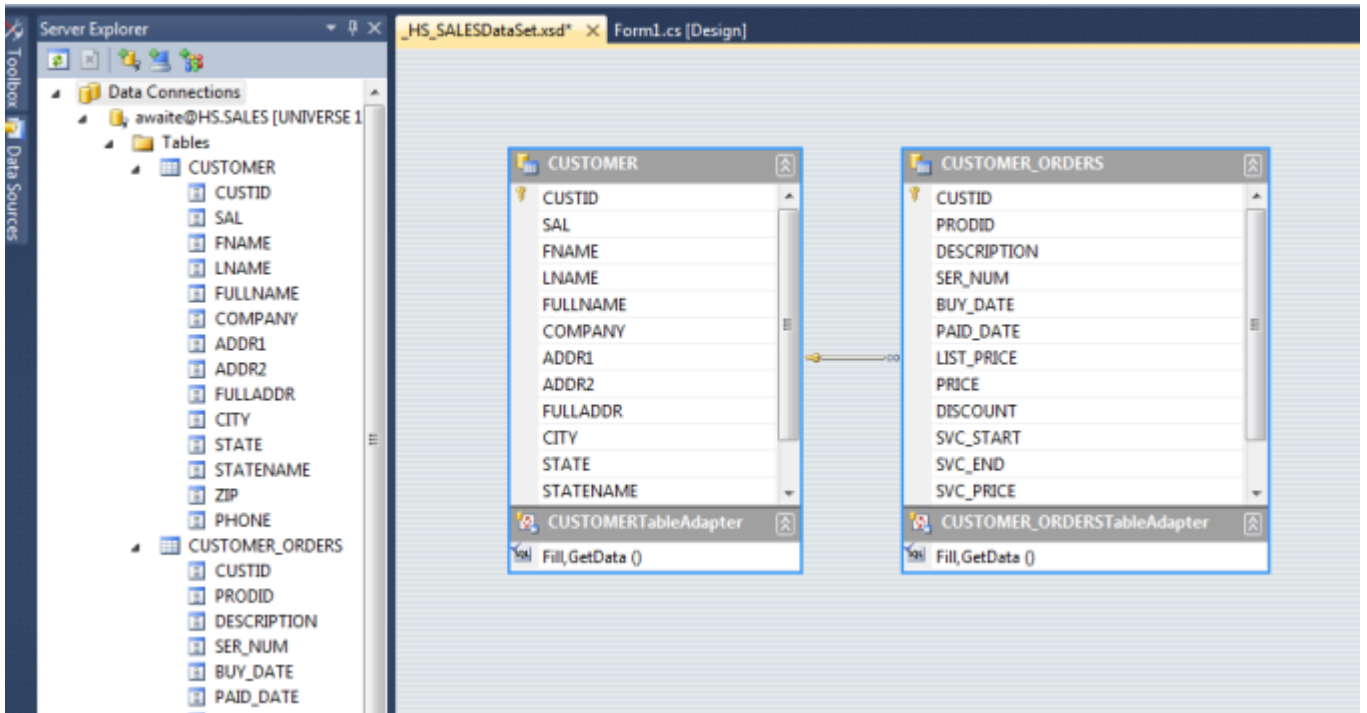 Server Explorer
_HS_SALESDataSet.xsd*
Form1.cs [Design]
Toolbox
Data Sources
Data Connections
awaite@HS.SALES [UNIVERSE 1
Tables
CUSTOMER
CUSTID
SAL
FNAME
LNAME
FULLNAME
COMPANY
ADDR1
ADDR2
FULLADDR
CITY
STATE
STATENAME
ZIP
PHONE
CUSTOMER_ORDERS
CUSTID
PRODID
DESCRIPTION
SER_NUM
BUY_DATE
PAID_DATE
CUSTOMER
CUSTID
SAL
FNAME
LNAME
FULLNAME
COMPANY
ADDR1
ADDR2
FULLADDR
CITY
STATE
STATENAME
CUSTOMERTableAdapter
Fill,GetData ()
CUSTOMER_ORDERS
CUSTID
PRODID
DESCRIPTION
SER_NUM
BUY_DATE
PAID_DATE
LIST_PRICE
PRICE
DISCOUNT
SVC_START
SVC_END
SVC_PRICE
CUSTOMER_ORDERSTableAdapter
Fill,GetData ()